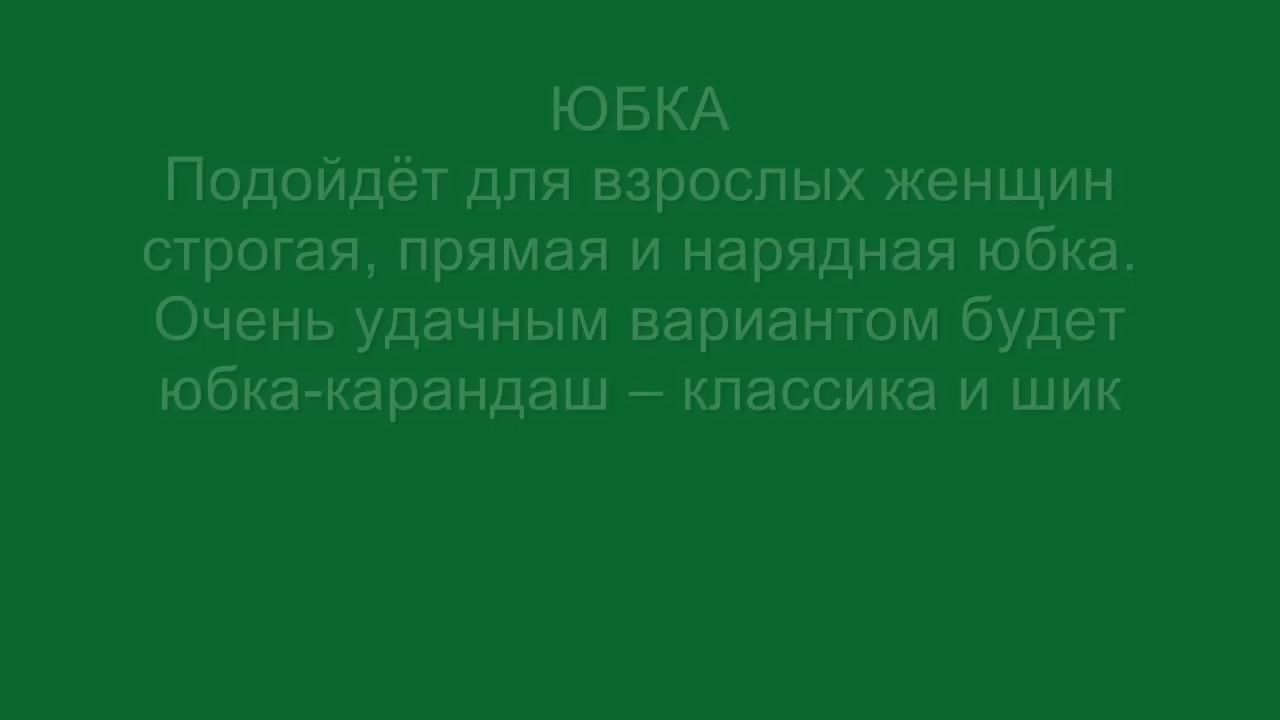 ЮБКА
Подойдёт для взрослых женщин
строгая, прямая и нарядная юбка.
Очень удачным вариантом будет
юбка-карандаш – классика и шик